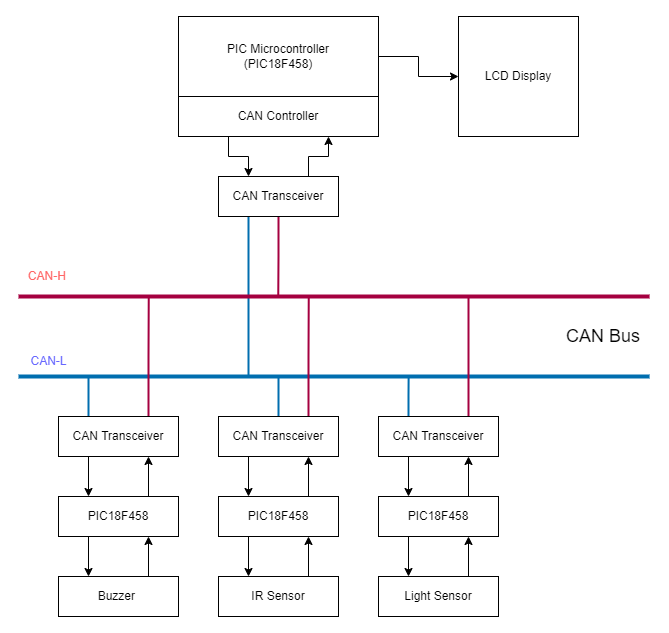 PIC Microcontroller
(PIC18F458)
LCD Display
CAN Controller
CAN Transceiver
CAN-H
CAN Bus
CAN-L
CAN Transceiver
CAN Transceiver
CAN Transceiver
PIC18F458
PIC18F458
PIC18F458
Buzzer
IR Sensor
Light Sensor